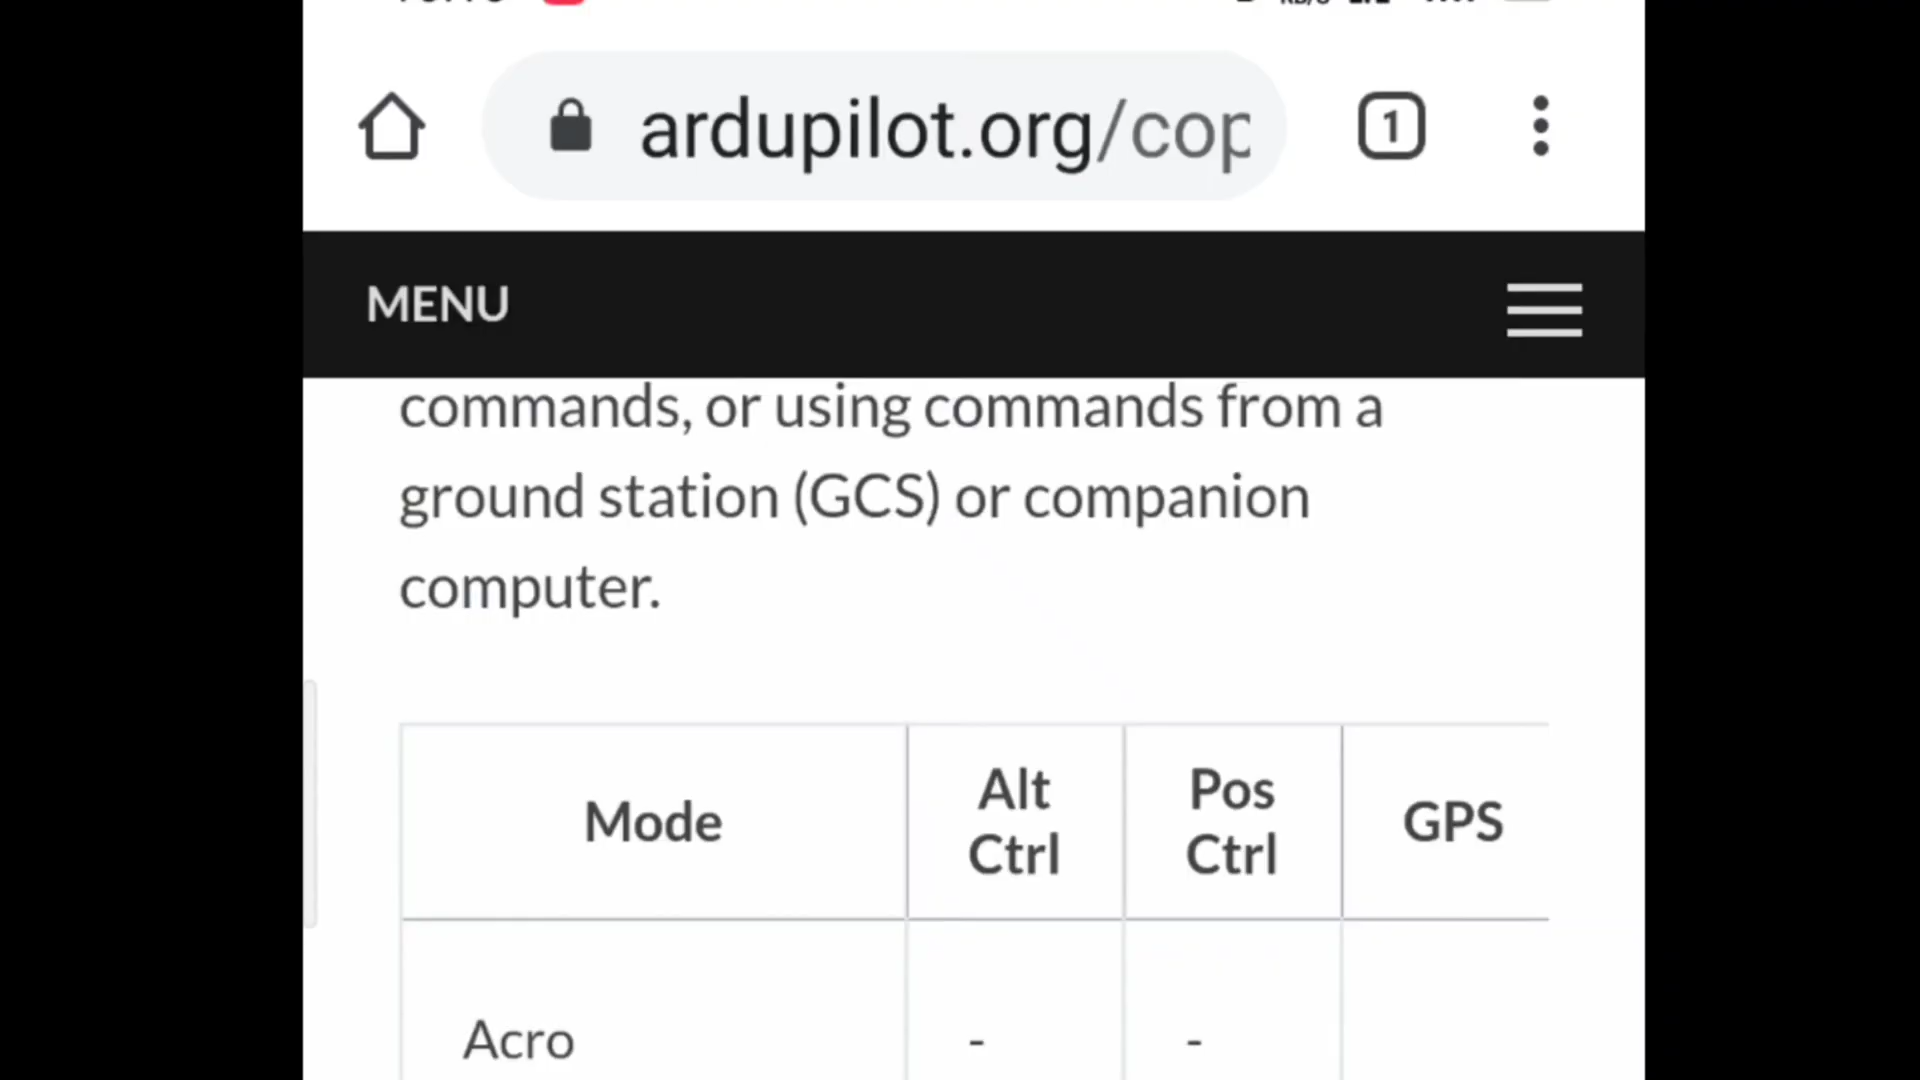 ardupilot.org/cop
1
MENU
commands, or using commands from a
ground station (GCS) or companion
computer.
Mode
Alt
Ctrl
Pos
Ctrl
GPS
Acro
-
-